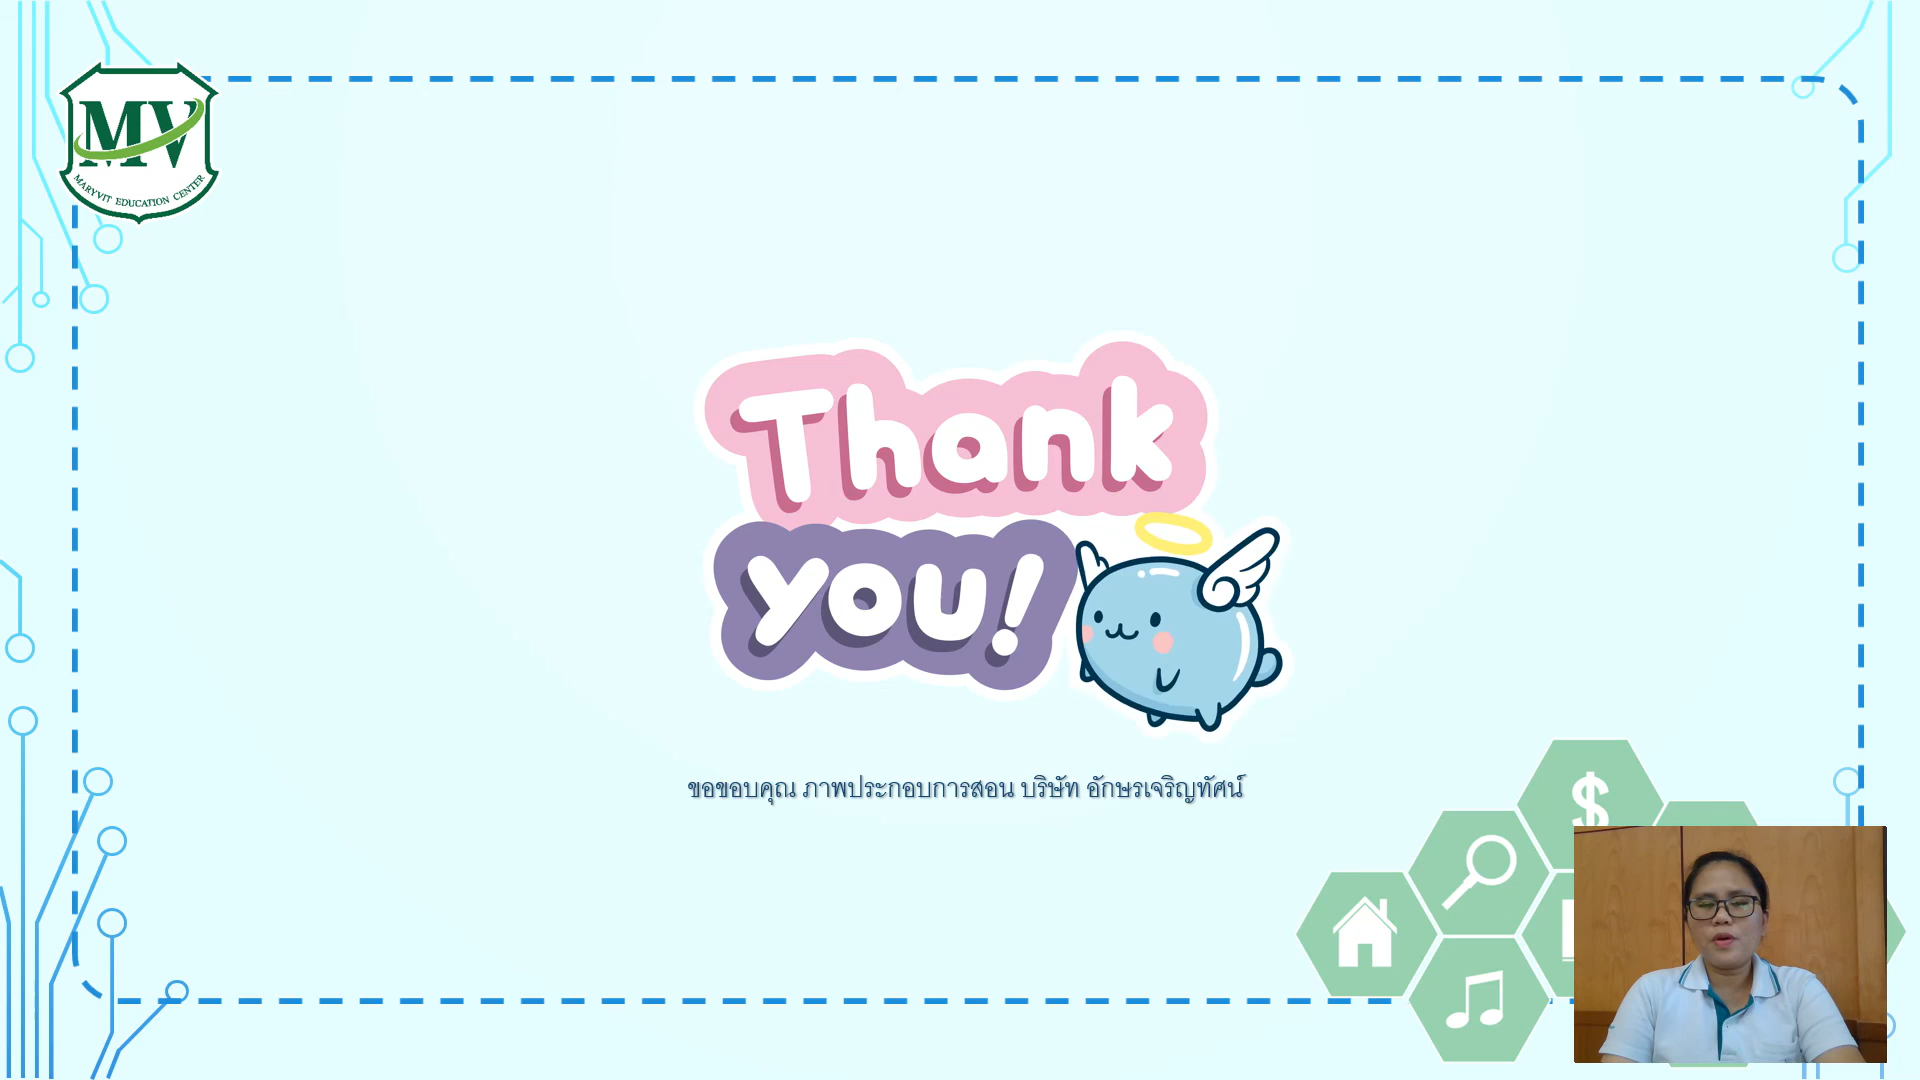 MV
MARYVIT EDUCATION CENTER
Thank
you!
ขอขอบคุณ ภาพประกอบการสอน บริษัท อักษรเจริญทัศน์
$